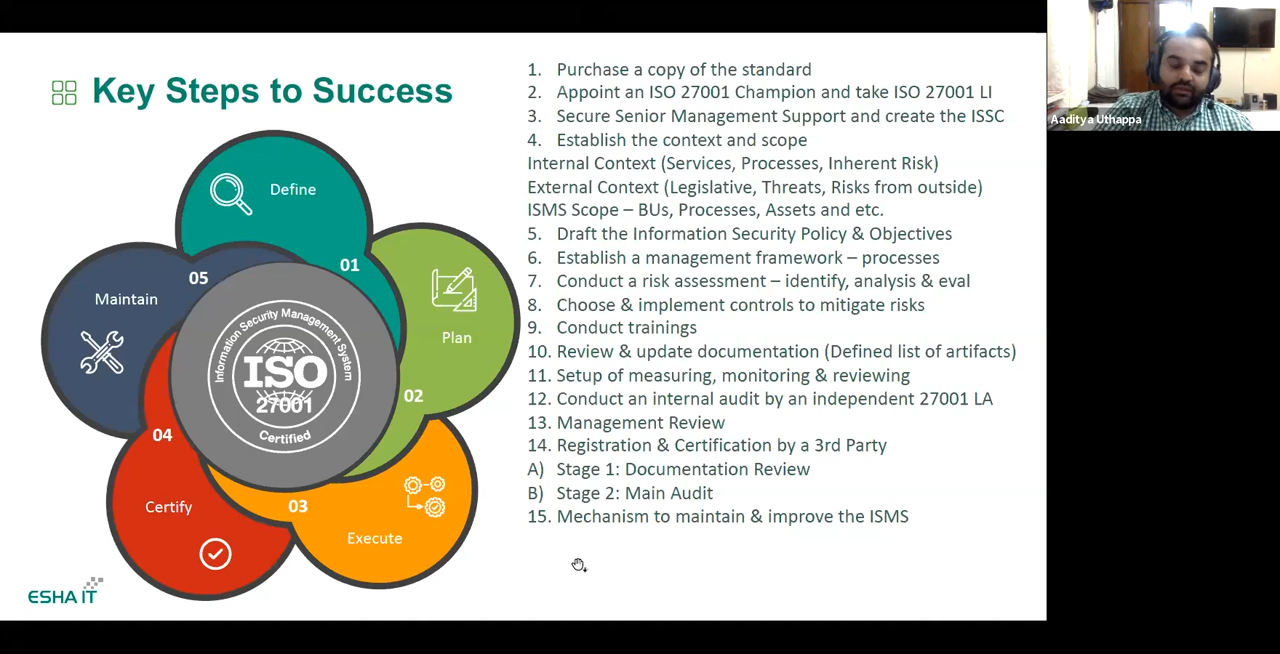 Key Steps to Success
Define
01
Plan
02
Execute
03
Certify
04
Maintain
05
Information Security Management System
ISO
27001
Certified
1. Purchase a copy of the standard
2. Appoint an ISO 27001 Champion and take ISO 27001 LI
3. Secure Senior Management Support and create the ISSC
4. Establish the context and scope
Internal Context (Services, Processes, Inherent Risk)
External Context (Legislative, Threats, Risks from outside)
ISMS Scope – BUs, Processes, Assets and etc.
5. Draft the Information Security Policy & Objectives
6. Establish a management framework – processes
7. Conduct a risk assessment – identify, analysis & eval
8. Choose & implement controls to mitigate risks
9. Conduct trainings
10. Review & update documentation (Defined list of artifacts)
11. Setup of measuring, monitoring & reviewing
12. Conduct an internal audit by an independent 27001 LA
13. Management Review
14. Registration & Certification by a 3rd Party
A) Stage 1: Documentation Review
B) Stage 2: Main Audit
15. Mechanism to maintain & improve the ISMS
ESHA IT
Aaditya Uthappa